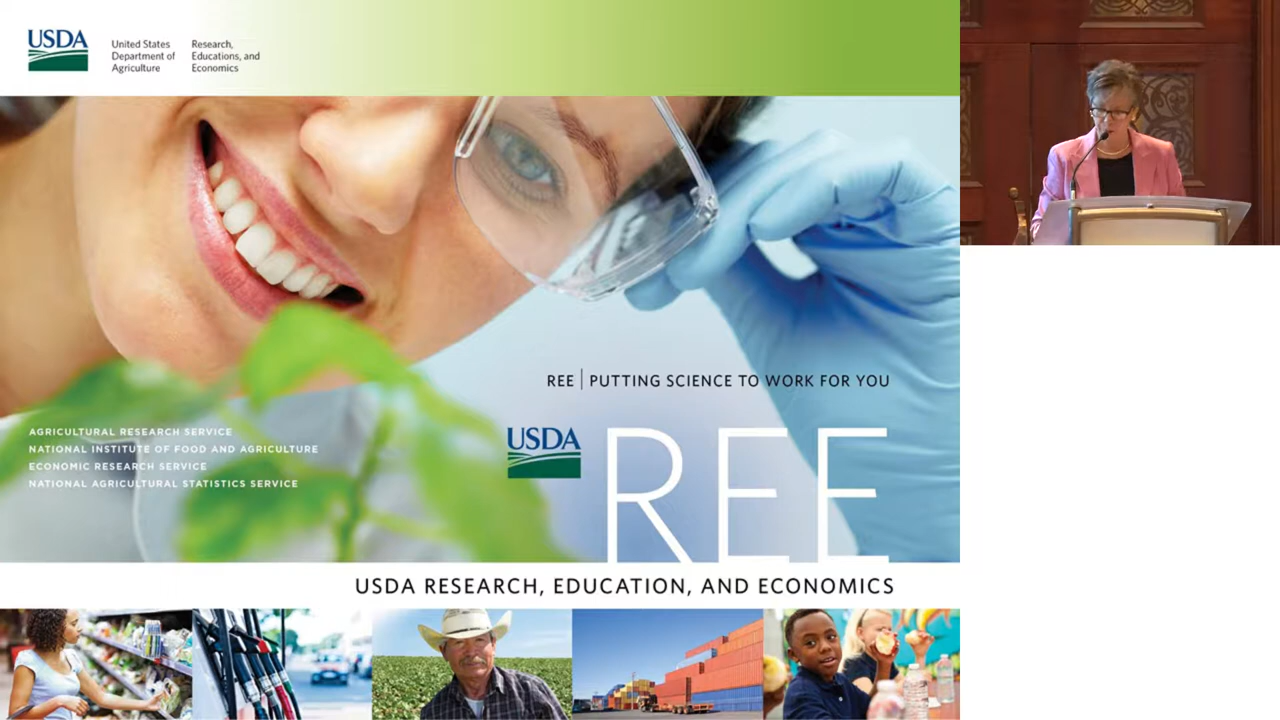 USDA
United States
Department of
Agriculture
Research,
Educations, and
Economics
REE | PUTTING SCIENCE TO WORK FOR YOU
AGRICULTURAL RESEARCH SERVICE
NATIONAL INSTITUTE OF FOOD AND AGRICULTURE
ECONOMIC RESEARCH SERVICE
NATIONAL AGRICULTURAL STATISTICS SERVICE
USDA
REE
USDA RESEARCH, EDUCATION, AND ECONOMICS